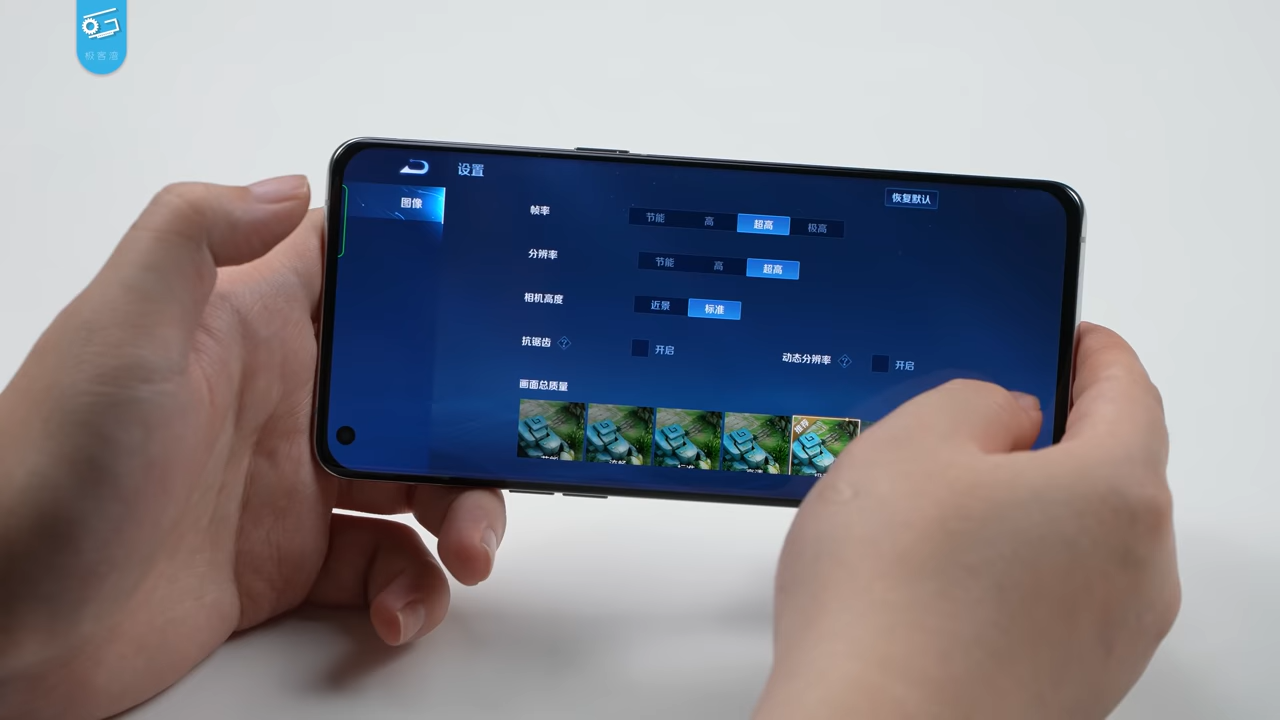 极客湾
设置
恢复默认
图像
帧率
节能 高 超高 极高
分辨率
节能 高 超高
相机高度
近景 标准
抗锯齿 开启
动态分辨率 开启
画面总质量
推荐